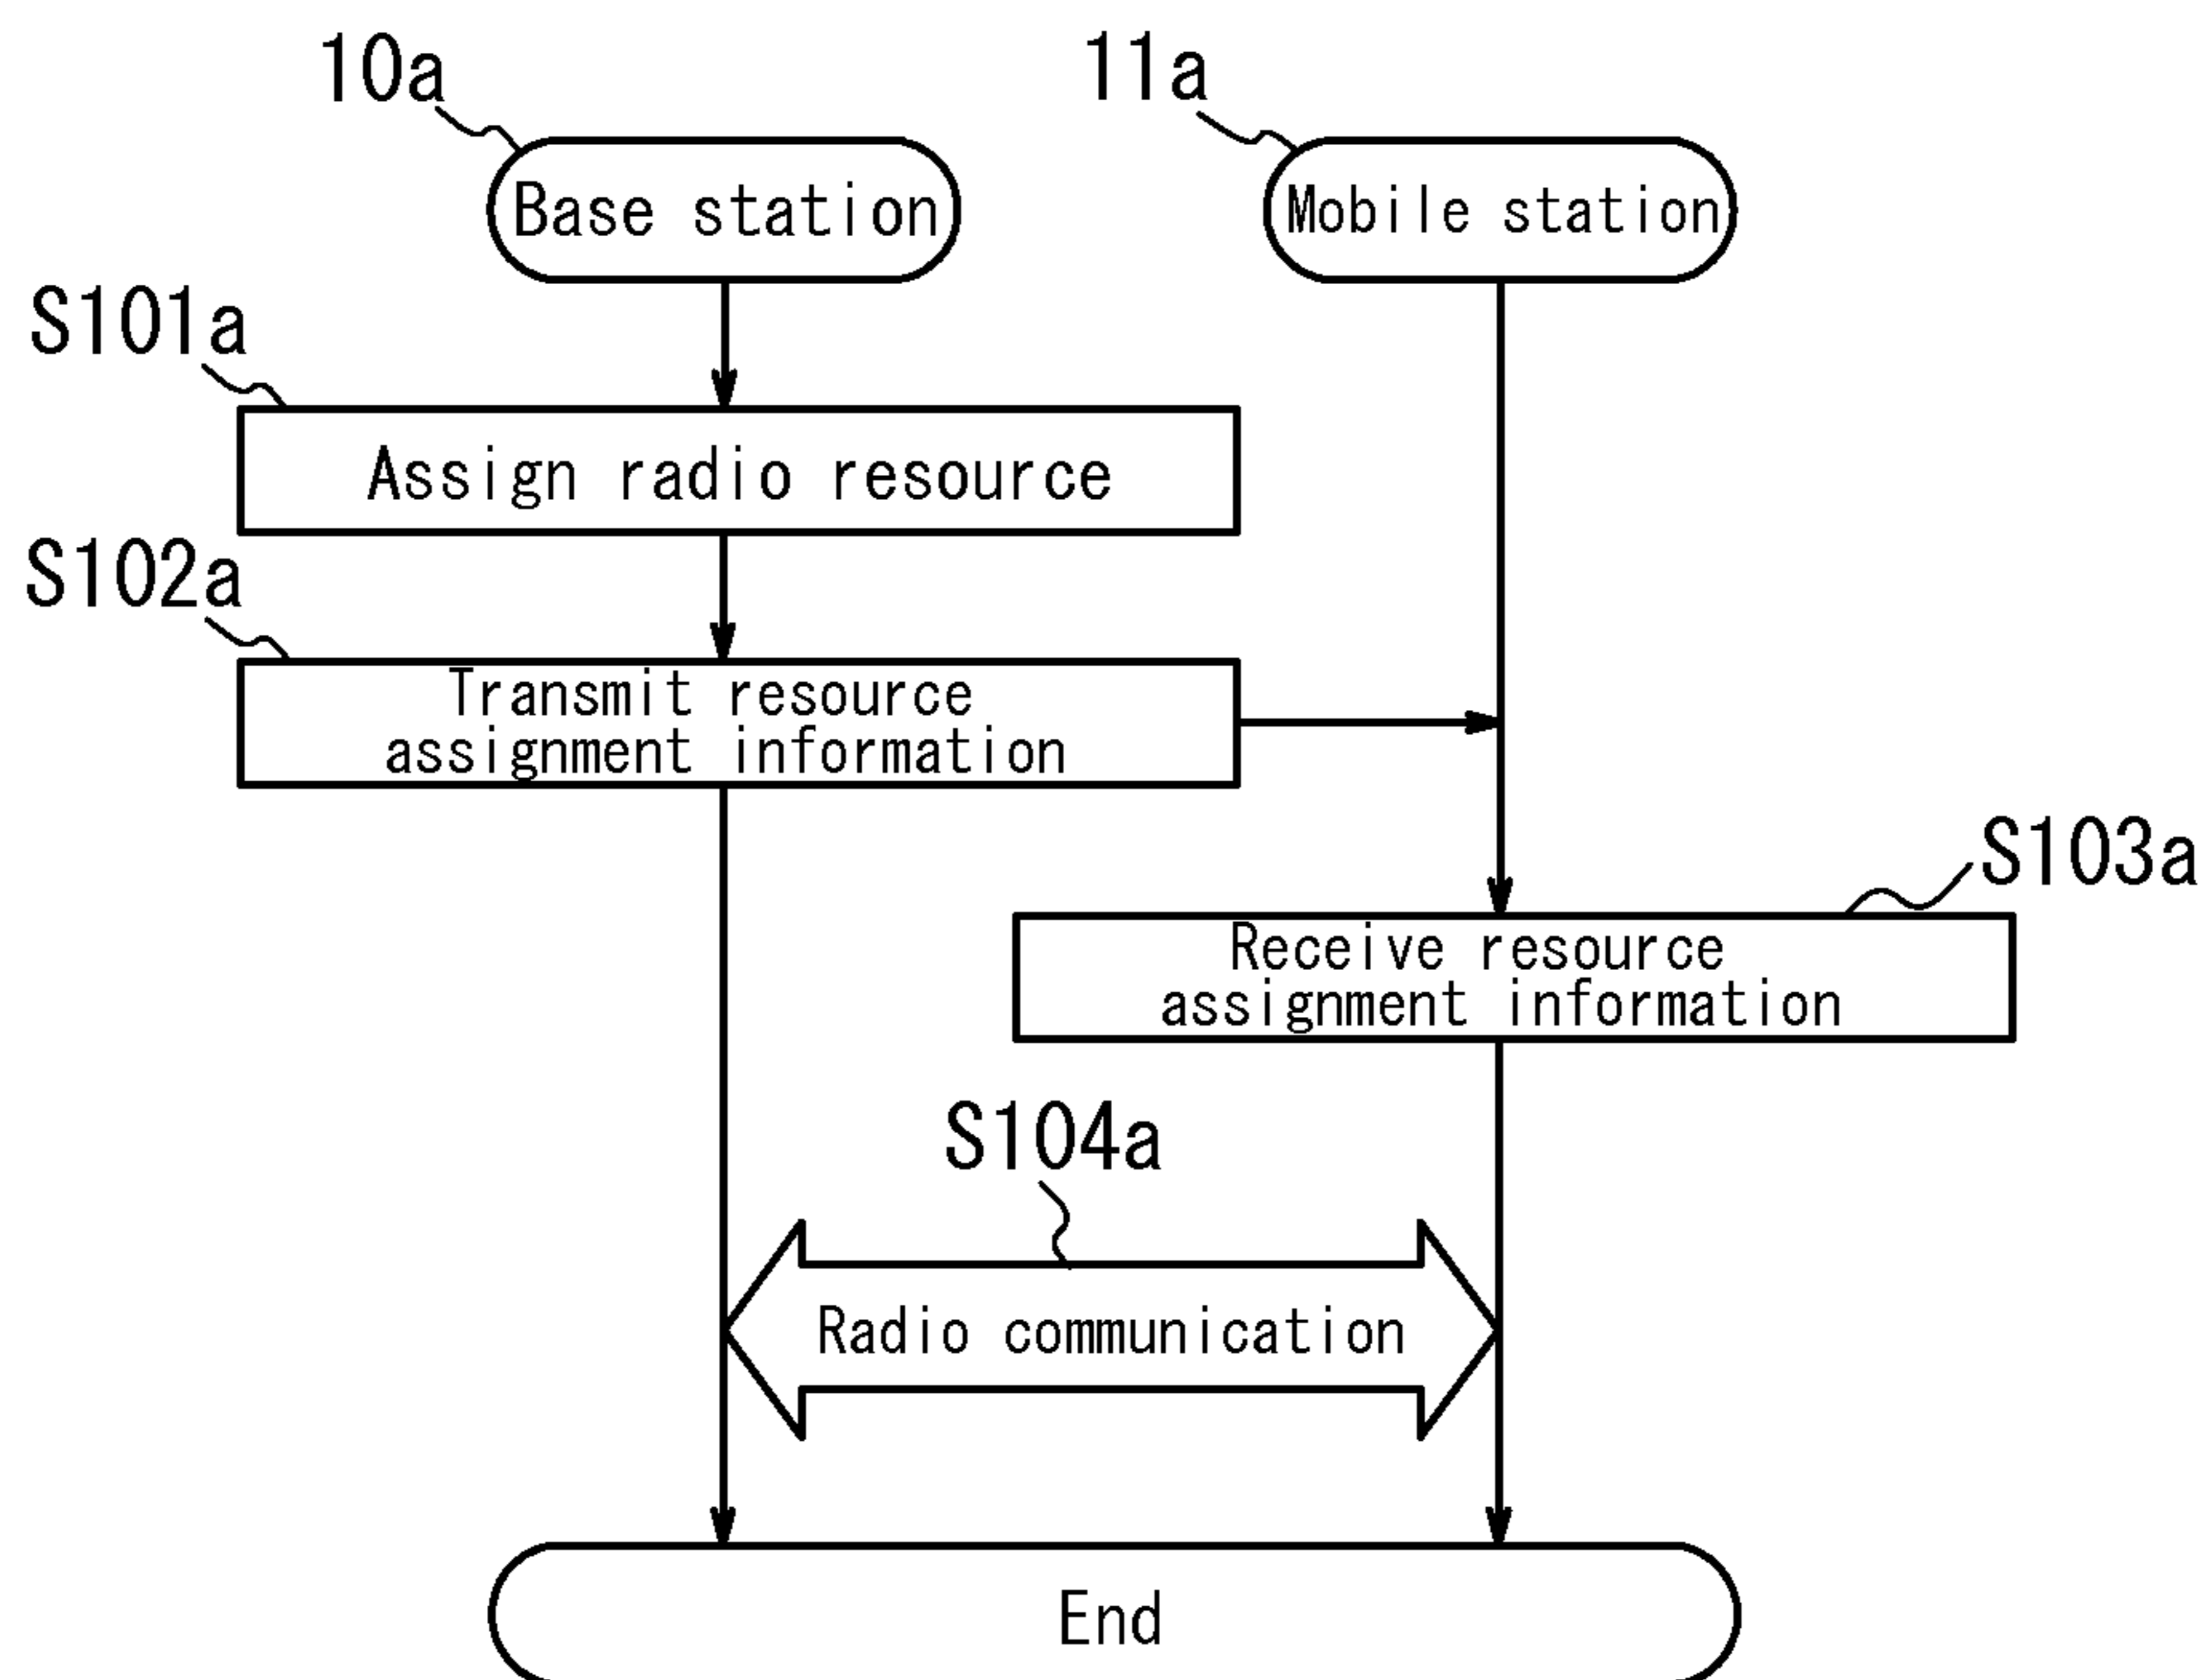 10a
11a
Base station
Mobile station
S101a
Assign radio resource
S102a
Transmit resource
assignment information
S103a
Receive resource
assignment information
S104a
Radio communication
End